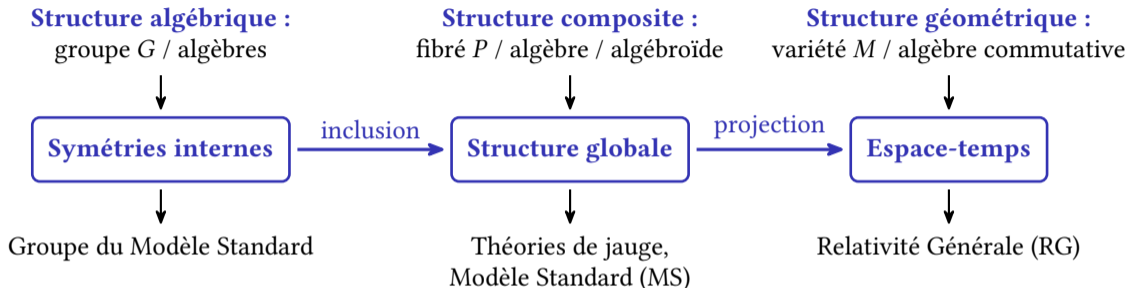 Structure algébrique :
groupe G / algèbres
Structure composite :
fibré P / algèbre / algébroïde
Structure géométrique :
variété M / algèbre commutative
Symétries internes
inclusion
Structure globale
projection
Espace-temps
Groupe du Modèle Standard
Théories de jauge,
Modèle Standard (MS)
Relativité Générale (RG)